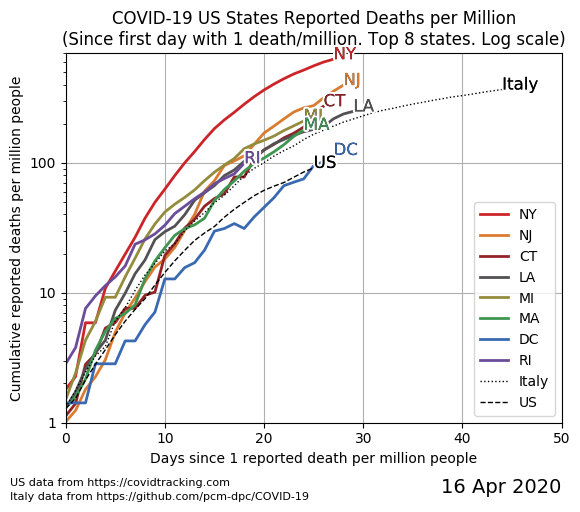 COVID-19 US States Reported Deaths per Million
(Since first day with 1 death/million. Top 8 states. Log scale)
Cumulative reported deaths per million people
100
10
1
NY
NJ
CT
LA
MI
MA
RI
DC
US
Italy
NY
NJ
CT
LA
MI
MA
DC
RI
Italy
US
0
10
20
30
40
50
Days since 1 reported death per million people
US data from https://covidtracking.com
Italy data from https://github.com/pcm-dpc/COVID-19
16 Apr 2020